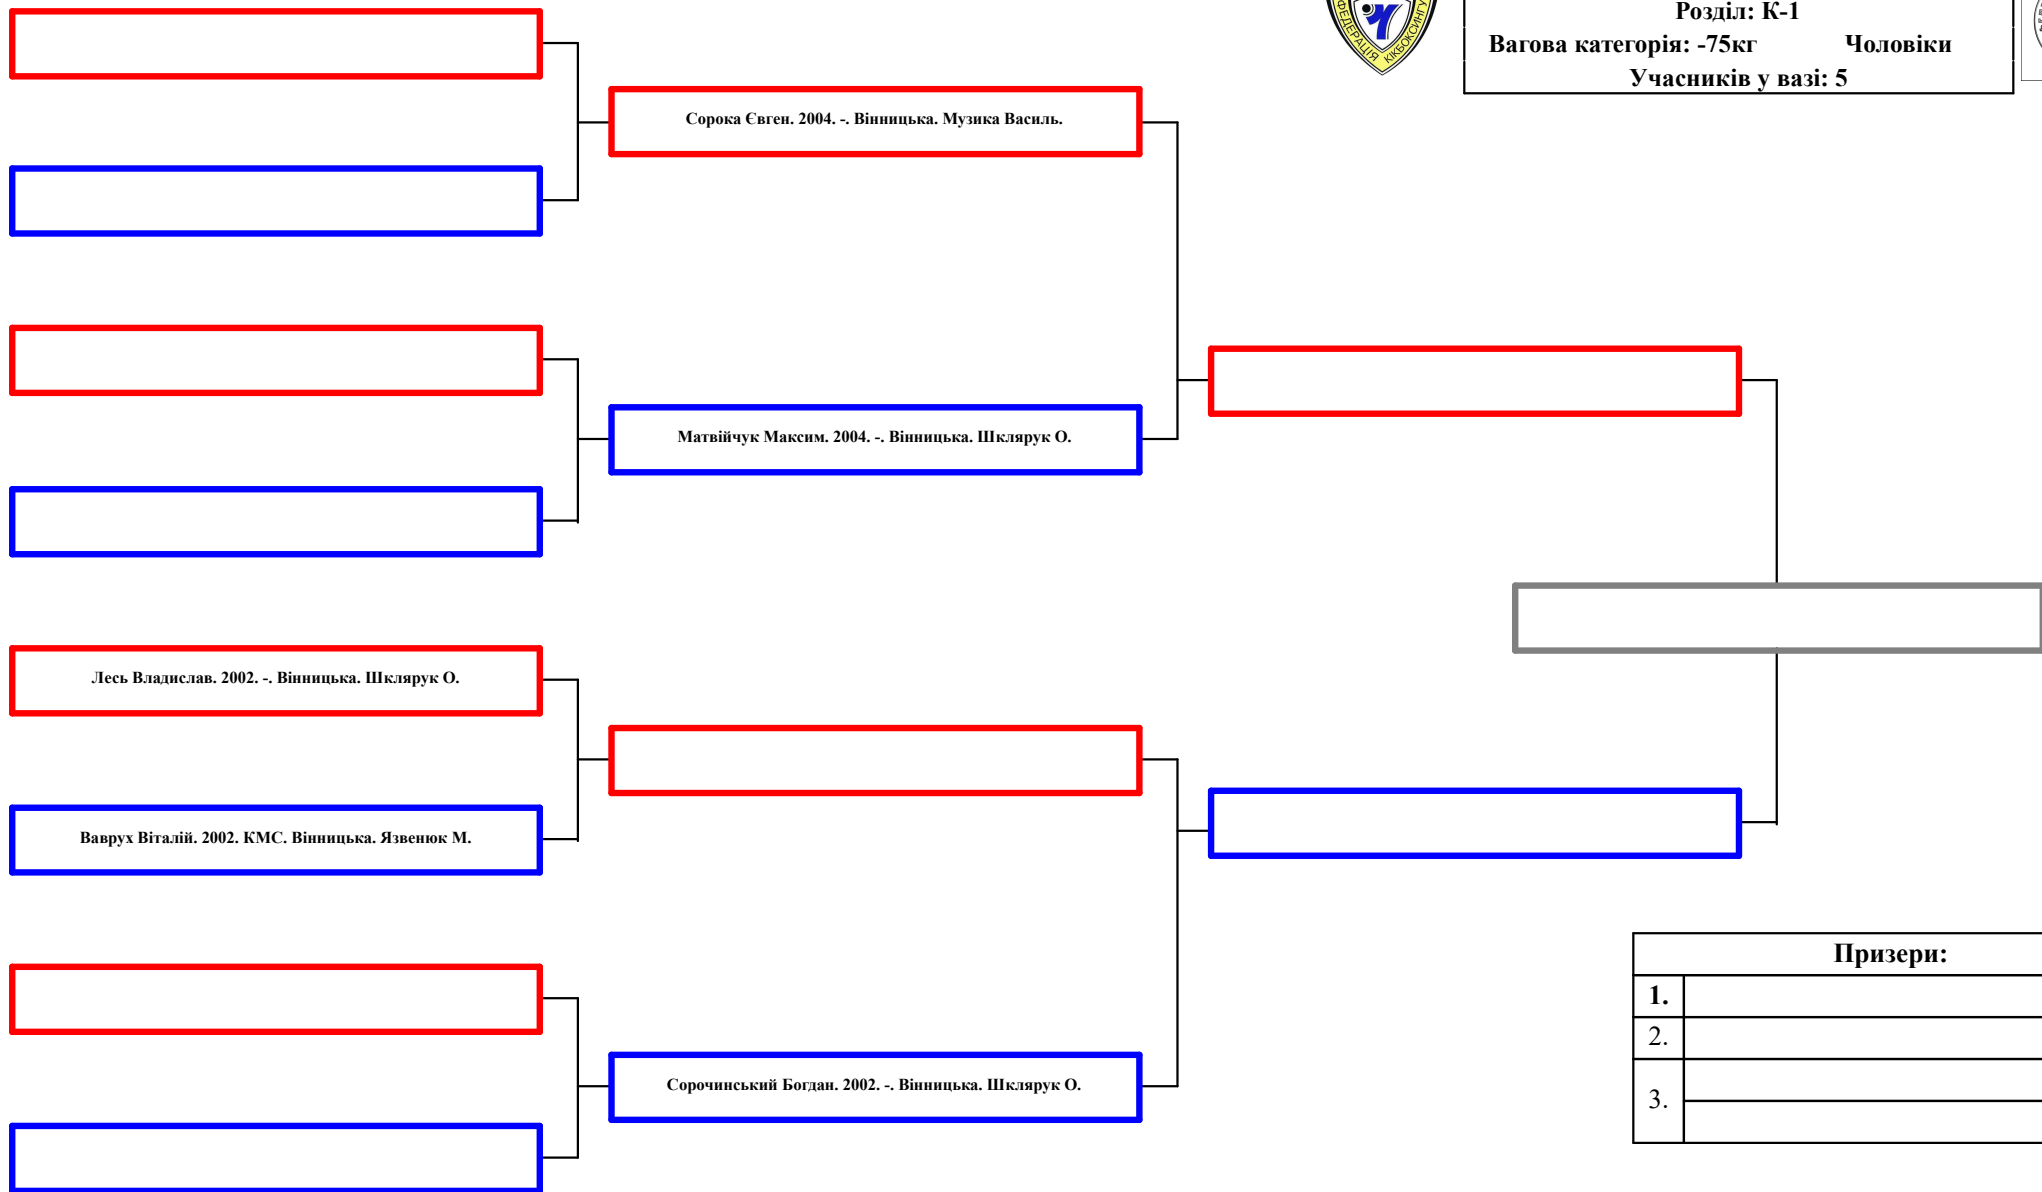 ФЕДЕРАЦІЯ КІКБОКСИНГУ
Розділ: К-1
Вагова категорія: -75кг Чоловіки
Учасників у вазі: 5
Сорока Євген. 2004. -. Вінницька. Музика Василь.
Матвійчук Максим. 2004. -. Вінницька. Шклярук О.
Лесь Владислав. 2002. -. Вінницька. Шклярук О.
Ваврух Віталій. 2002. КМС. Вінницька. Язвенюк М.
Сорочинський Богдан. 2002. -. Вінницька. Шклярук О.
Призери:
1.
2.
3.